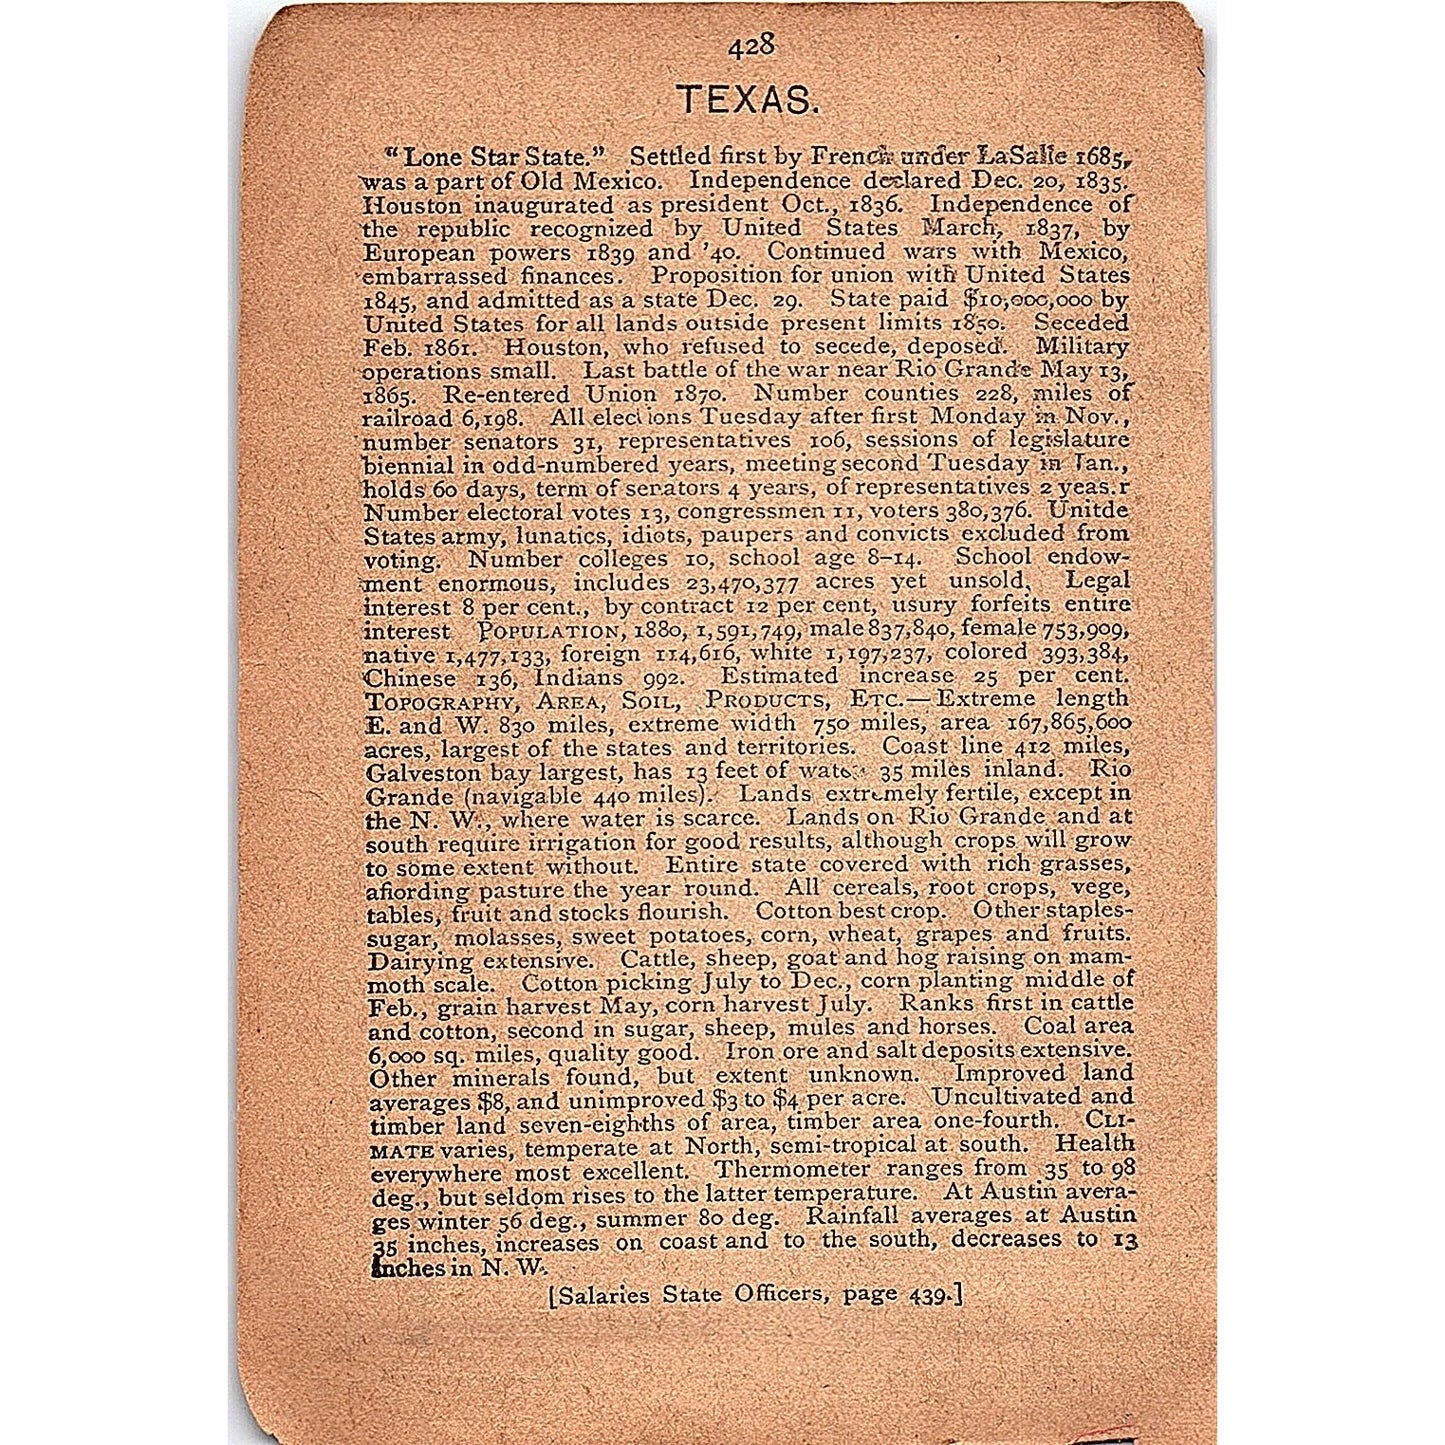 428
TEXAS.
“Lone Star State.” Settled first by French under LaSalle 1685,
was a part of Old Mexico. Independence declared Dec. 20, 1835.
Houston inaugurated as president Oct., 1836. Independence of
the republic recognized by United States March, 1837, by
European powers 1839 and ’40. Continued wars with Mexico,
embarrassed finances. Proposition for union with United States
1845, and admitted as a state Dec. 29. State paid $10,000,000 by
United States for all lands outside present limits 1850. Seceded
Feb. 1861. Houston, who refused to secede, deposed. Military
operations small. Last battle of the war near Rio Grande May 13,
1865. Re-entered Union 1870. Number counties 228, miles of
railroad 6,198. All elections Tuesday after first Monday in Nov.,
number senators 31, representatives 106, sessions of legislature
biennial in odd-numbered years, meeting second Tuesday in Jan.,
holds 60 days, term of senators 4 years, of representatives 2 yeas.r
Number electoral votes 13, congressmen 11, voters 380,376. Unitde
States army, lunatics, idiots, paupers and convicts excluded from
voting. Number colleges 10, school age 8–14. School endow-
ment enormous, includes 23,470,377 acres yet unsold, Legal
interest 8 per cent., by contract 12 per cent, usury forfeits entire
interest POPULATION, 1880, 1,591,749, male 837,840, female 753,909,
native 1,477,133, foreign 114,616, white 1,197,237, colored 393,384,
Chinese 136, Indians 992. Estimated increase 25 per cent.
TOPOGRAPHY, AREA, SOIL, PRODUCTS, ETC.—Extreme length
E. and W. 830 miles, extreme width 750 miles, area 167,865,600
acres, largest of the states and territories. Coast line 412 miles,
Galveston bay largest, has 13 feet of water 35 miles inland. Rio
Grande (navigable 440 miles). Lands extremely fertile, except in
the N. W., where water is scarce. Lands on Rio Grande and at
south require irrigation for good results, although crops will grow
to some extent without. Entire state covered with rich grasses,
affording pasture the year round. All cereals, root crops, vege,
tables, fruit and stocks flourish. Cotton best crop. Other staples-
sugar, molasses, sweet potatoes, corn, wheat, grapes and fruits.
Dairying extensive. Cattle, sheep, goat and hog raising on mam-
moth scale. Cotton picking July to Dec., corn planting middle of
Feb., grain harvest May, corn harvest July. Ranks first in cattle
and cotton, second in sugar, sheep, mules and horses. Coal area
6,000 sq. miles, quality good. Iron ore and salt deposits extensive.
Other minerals found, but extent unknown. Improved land
averages $8, and unimproved $3 to $4 per acre. Uncultivated and
timber land seven-eighths of area, timber area one-fourth. CLI-
MATE varies, temperate at North, semi-tropical at south. Health
everywhere most excellent. Thermometer ranges from 35 to 98
deg., but seldom rises to the latter temperature. At Austin avera-
ges winter 56 deg., summer 80 deg. Rainfall averages at Austin
35 inches, increases on coast and to the south, decreases to 13
inches in N. W.
[Salaries State Officers, page 439.]